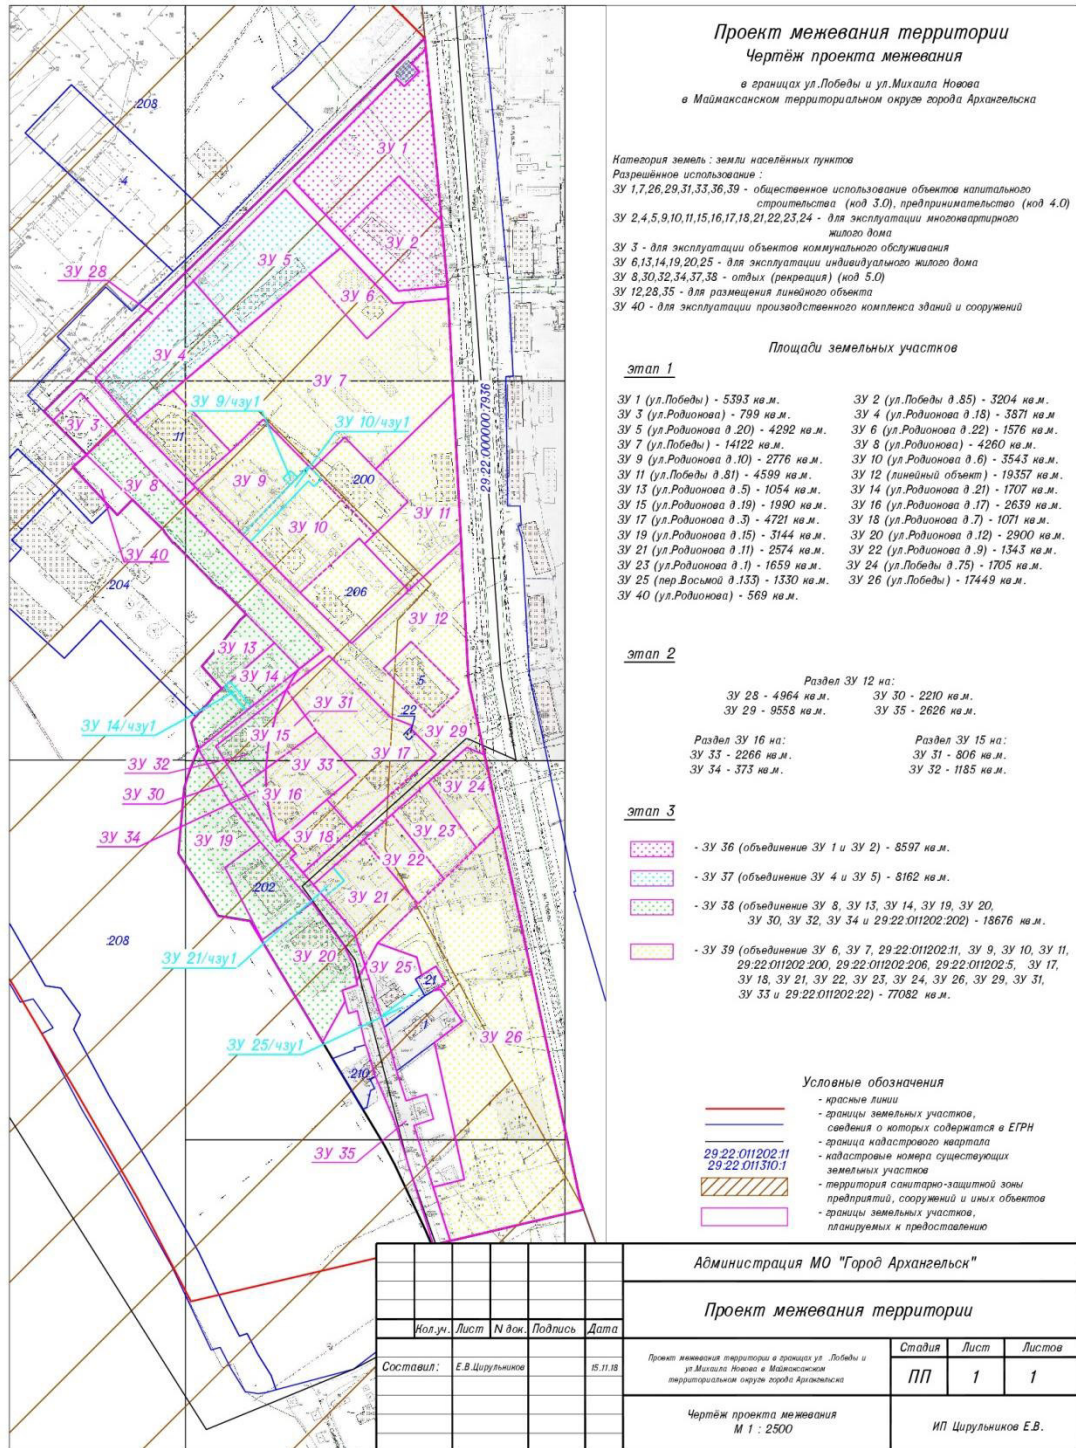 Проект межевания территории
Чертёж проекта межевания
в границах ул.Победы и ул.Михаила Новова
в Маймаксанском территориальном округе города Архангельска
Категория земель : земли населённых пунктов
Разрешённое использование :
ЗУ 1,7,26,29,31,33,36,39 - общественное использование объектов капитального
строительства (код 3.0), предпринимательство (код 4.0)
ЗУ 2,4,5,9,10,11,15,16,17,18,21,22,23,24 - для эксплуатации многоквартирного
жилого дома
ЗУ 3 - для эксплуатации объектов коммунального обслуживания
ЗУ 6,13,14,19,20,25 - для эксплуатации индивидуального жилого дома
ЗУ 8,30,32,34,37,38 - отдых (рекреация) (код 5.0)
ЗУ 12,28,35 - для размещения линейного объекта
ЗУ 40 - для эксплуатации производственного комплекса зданий и сооружений
Площади земельных участков
этап 1
ЗУ 1 (ул.Победы) - 5393 кв.м. ЗУ 2 (ул.Победы д.85) - 3204 кв.м.
ЗУ 3 (ул.Родионова) - 799 кв.м. ЗУ 4 (ул.Родионова д.18) - 3871 кв.м
ЗУ 5 (ул.Родионова д.20) - 4292 кв.м. ЗУ 6 (ул.Родионова д.22) - 1576 кв.м.
ЗУ 7 (ул.Победы) - 14122 кв.м. ЗУ 8 (ул.Родионова) - 4260 кв.м.
ЗУ 9 (ул.Родионова д.10) - 2776 кв.м. ЗУ 10 (ул.Родионова д.6) - 3543 кв.м.
ЗУ 11 (ул.Победы д.81) - 4599 кв.м. ЗУ 12 (линейный объект) - 19357 кв.м.
ЗУ 13 (ул.Родионова д.5) - 1054 кв.м. ЗУ 14 (ул.Родионова д.21) - 1707 кв.м.
ЗУ 15 (ул.Родионова д.19) - 1990 кв.м. ЗУ 16 (ул.Родионова д.17) - 2639 кв.м.
ЗУ 17 (ул.Родионова д.3) - 4721 кв.м. ЗУ 18 (ул.Родионова д.7) - 1071 кв.м.
ЗУ 19 (ул.Родионова д.15) - 3144 кв.м. ЗУ 20 (ул.Родионова д.12) - 2900 кв.м.
ЗУ 21 (ул.Родионова д.11) - 2574 кв.м. ЗУ 22 (ул.Родионова д.9) - 1343 кв.м.
ЗУ 23 (ул.Родионова д.1) - 1659 кв.м. ЗУ 24 (ул.Победы д.75) - 1705 кв.м.
ЗУ 25 (пер.Восьмой д.133) - 1330 кв.м. ЗУ 26 (ул.Победы) - 17449 кв.м.
ЗУ 40 (ул.Родионова) - 569 кв.м.
этап 2
Раздел ЗУ 12 на:
ЗУ 28 - 4964 кв.м. ЗУ 30 - 2210 кв.м.
ЗУ 29 - 9558 кв.м. ЗУ 35 - 2626 кв.м.
Раздел ЗУ 16 на: Раздел ЗУ 15 на:
ЗУ 33 - 2266 кв.м. ЗУ 31 - 806 кв.м.
ЗУ 34 - 373 кв.м. ЗУ 32 - 1185 кв.м.
этап 3
- ЗУ 36 (объединение ЗУ 1 и ЗУ 2) - 8597 кв.м.
- ЗУ 37 (объединение ЗУ 4 и ЗУ 5) - 8162 кв.м.
- ЗУ 38 (объединение ЗУ 8, ЗУ 13, ЗУ 14, ЗУ 19, ЗУ 20,
ЗУ 30, ЗУ 32, ЗУ 34 и 29:22:011202:202) - 18676 кв.м.
- ЗУ 39 (объединение ЗУ 6, ЗУ 7, 29:22:011202:11, ЗУ 9, ЗУ 10, ЗУ 11,
29:22:011202:200, 29:22:011202:206, 29:22:011202:5, ЗУ 17,
ЗУ 18, ЗУ 21, ЗУ 22, ЗУ 23, ЗУ 24, ЗУ 26, ЗУ 29, ЗУ 31,
ЗУ 33 и 29:22:011202:22) - 77082 кв.м.
Условные обозначения
- красные линии
- границы земельных участков,
сведения о которых содержатся в ЕГРН
- граница кадастрового квартала
29:22:011202:11 - кадастровые номера существующих
29:22:011310:1 земельных участков
- территория санитарно-защитной зоны
предприятий, сооружений и иных объектов
- границы земельных участков,
планируемых к предоставлению
:208
4
ЗУ 1
ЗУ 2
ЗУ 28
ЗУ 5
ЗУ 6
ЗУ 4
ЗУ 7
29:22:000000:7936
ЗУ 9/чзу1
ЗУ 10/чзу1
ЗУ 3
:11
ЗУ 8
ЗУ 9
:200
ЗУ 11
ЗУ 10
ЗУ 40
:204
:206
ЗУ 12
ЗУ 13
ЗУ 14
:5
ЗУ 31
:22
ЗУ 14/чзу1
ЗУ 15
ЗУ 29
ЗУ 17
ЗУ 32
ЗУ 33
ЗУ 30
ЗУ 16
ЗУ 24
ЗУ 34
ЗУ 19
ЗУ 18
ЗУ 23
ЗУ 22
:202
ЗУ 21
:208
ЗУ 21/чзу1
ЗУ 20
ЗУ 25
:21
:1
ЗУ 25/чзу1
ЗУ 26
:210
ЗУ 35
Администрация МО "Город Архангельск"
Проект межевания территории
Кол.уч. Лист N док. Подпись Дата
Составил: Е.В.Цирульников 15.11.18
Проект межевания территории в границах ул .Победы и
ул.Михаила Новова в Маймаксанском
территориальном округе города Архангельска
Стадия Лист Листов
ПП 1 1
Чертёж проекта межевания
М 1 : 2500
ИП Цирульников Е.В.